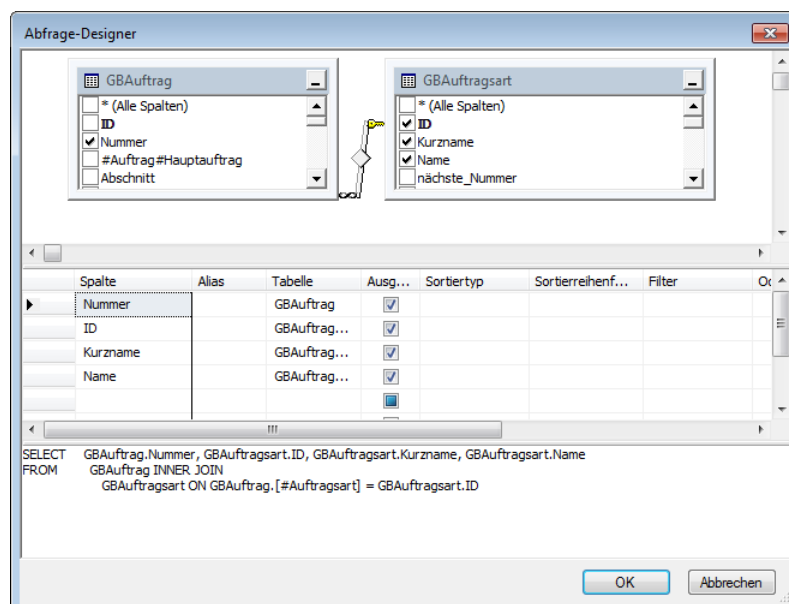 Abfrage-Designer
GBAuftrag
* (Alle Spalten)
ID
Nummer
#Auftrag#Hauptauftrag
Abschnitt
GBAuftragsart
* (Alle Spalten)
ID
Kurzname
Name
nächste_Nummer
Spalte Alias Tabelle Ausg... Sortiertyp Sortierreihenf... Filter
Nummer GBAuftrag
ID GBAuftrag...
Kurzname GBAuftrag...
Name GBAuftrag...
SELECT GBAuftrag.Nummer, GBAuftragsart.ID, GBAuftragsart.Kurzname, GBAuftragsart.Name
FROM GBAuftrag INNER JOIN
GBAuftragsart ON GBAuftrag.[#Auftragsart] = GBAuftragsart.ID
OK Abbrechen